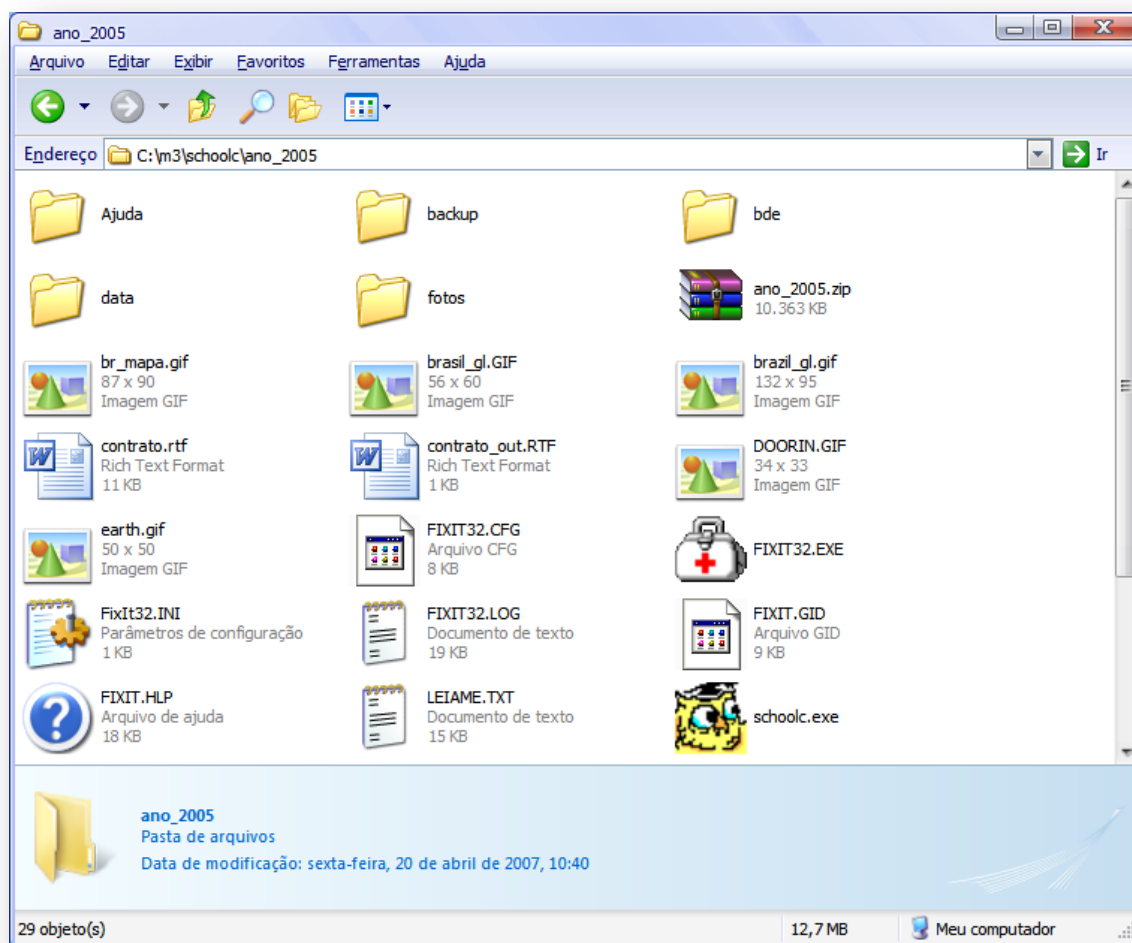 ano_2005
Arquivo Editar Exibir Favoritos Ferramentas Ajuda
Endereço C:\m3\schoolc\ano_2005 Ir
Ajuda
backup
bde
data
fotos
ano_2005.zip
10.363 KB
br_mapa.gif
87 x 90
Imagem GIF
brasil_gl.GIF
56 x 60
Imagem GIF
brazil_gl.gif
132 x 95
Imagem GIF
contrato.rtf
Rich Text Format
11 KB
contrato_out.RTF
Rich Text Format
1 KB
DOORIN.GIF
34 x 33
Imagem GIF
earth.gif
50 x 50
Imagem GIF
FIXIT32.CFG
Arquivo CFG
8 KB
FIXIT32.EXE
FixIt32.INI
Parâmetros de configuração
1 KB
FIXIT32.LOG
Documento de texto
19 KB
FIXIT.GID
Arquivo GID
9 KB
FIXIT.HLP
Arquivo de ajuda
18 KB
LEIAME.TXT
Documento de texto
15 KB
schoolc.exe
ano_2005
Pasta de arquivos
Data de modificação: sexta-feira, 20 de abril de 2007, 10:40
29 objeto(s) 12,7 MB Meu computador